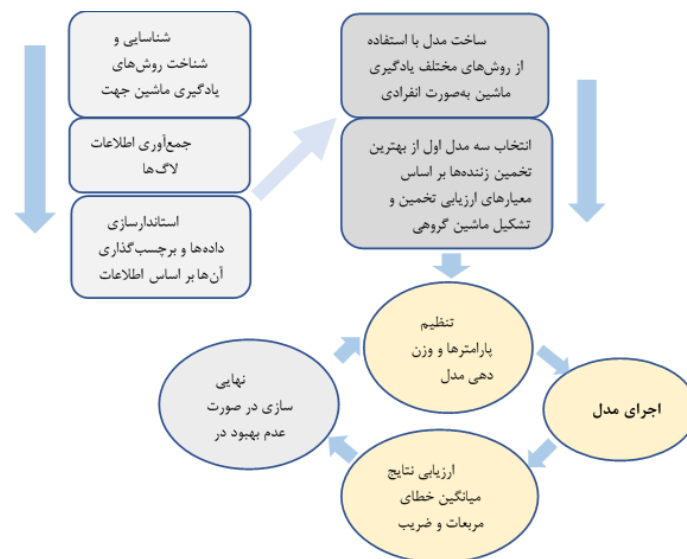 شناسایی و
شناخت روش‌های
یادگیری ماشین جهت
جمع‌آوری اطلاعات
لاگ‌ها
استانداردسازی
داده‌ها و برچسب‌گذاری
آن‌ها بر اساس اطلاعات
ساخت مدل با استفاده
از روش‌های مختلف یادگیری
ماشین به‌صورت انفرادی
انتخاب سه مدل اول از بهترین
تخمین زننده‌ها بر اساس
معیارهای ارزیابی تخمین و
تشکیل ماشین گروهی
تنظیم
پارامترها و وزن
دهی مدل
اجرای مدل
ارزیابی نتایج
میانگین خطای
مربعات و ضریب
نهایی
سازی در صورت
عدم بهبود در